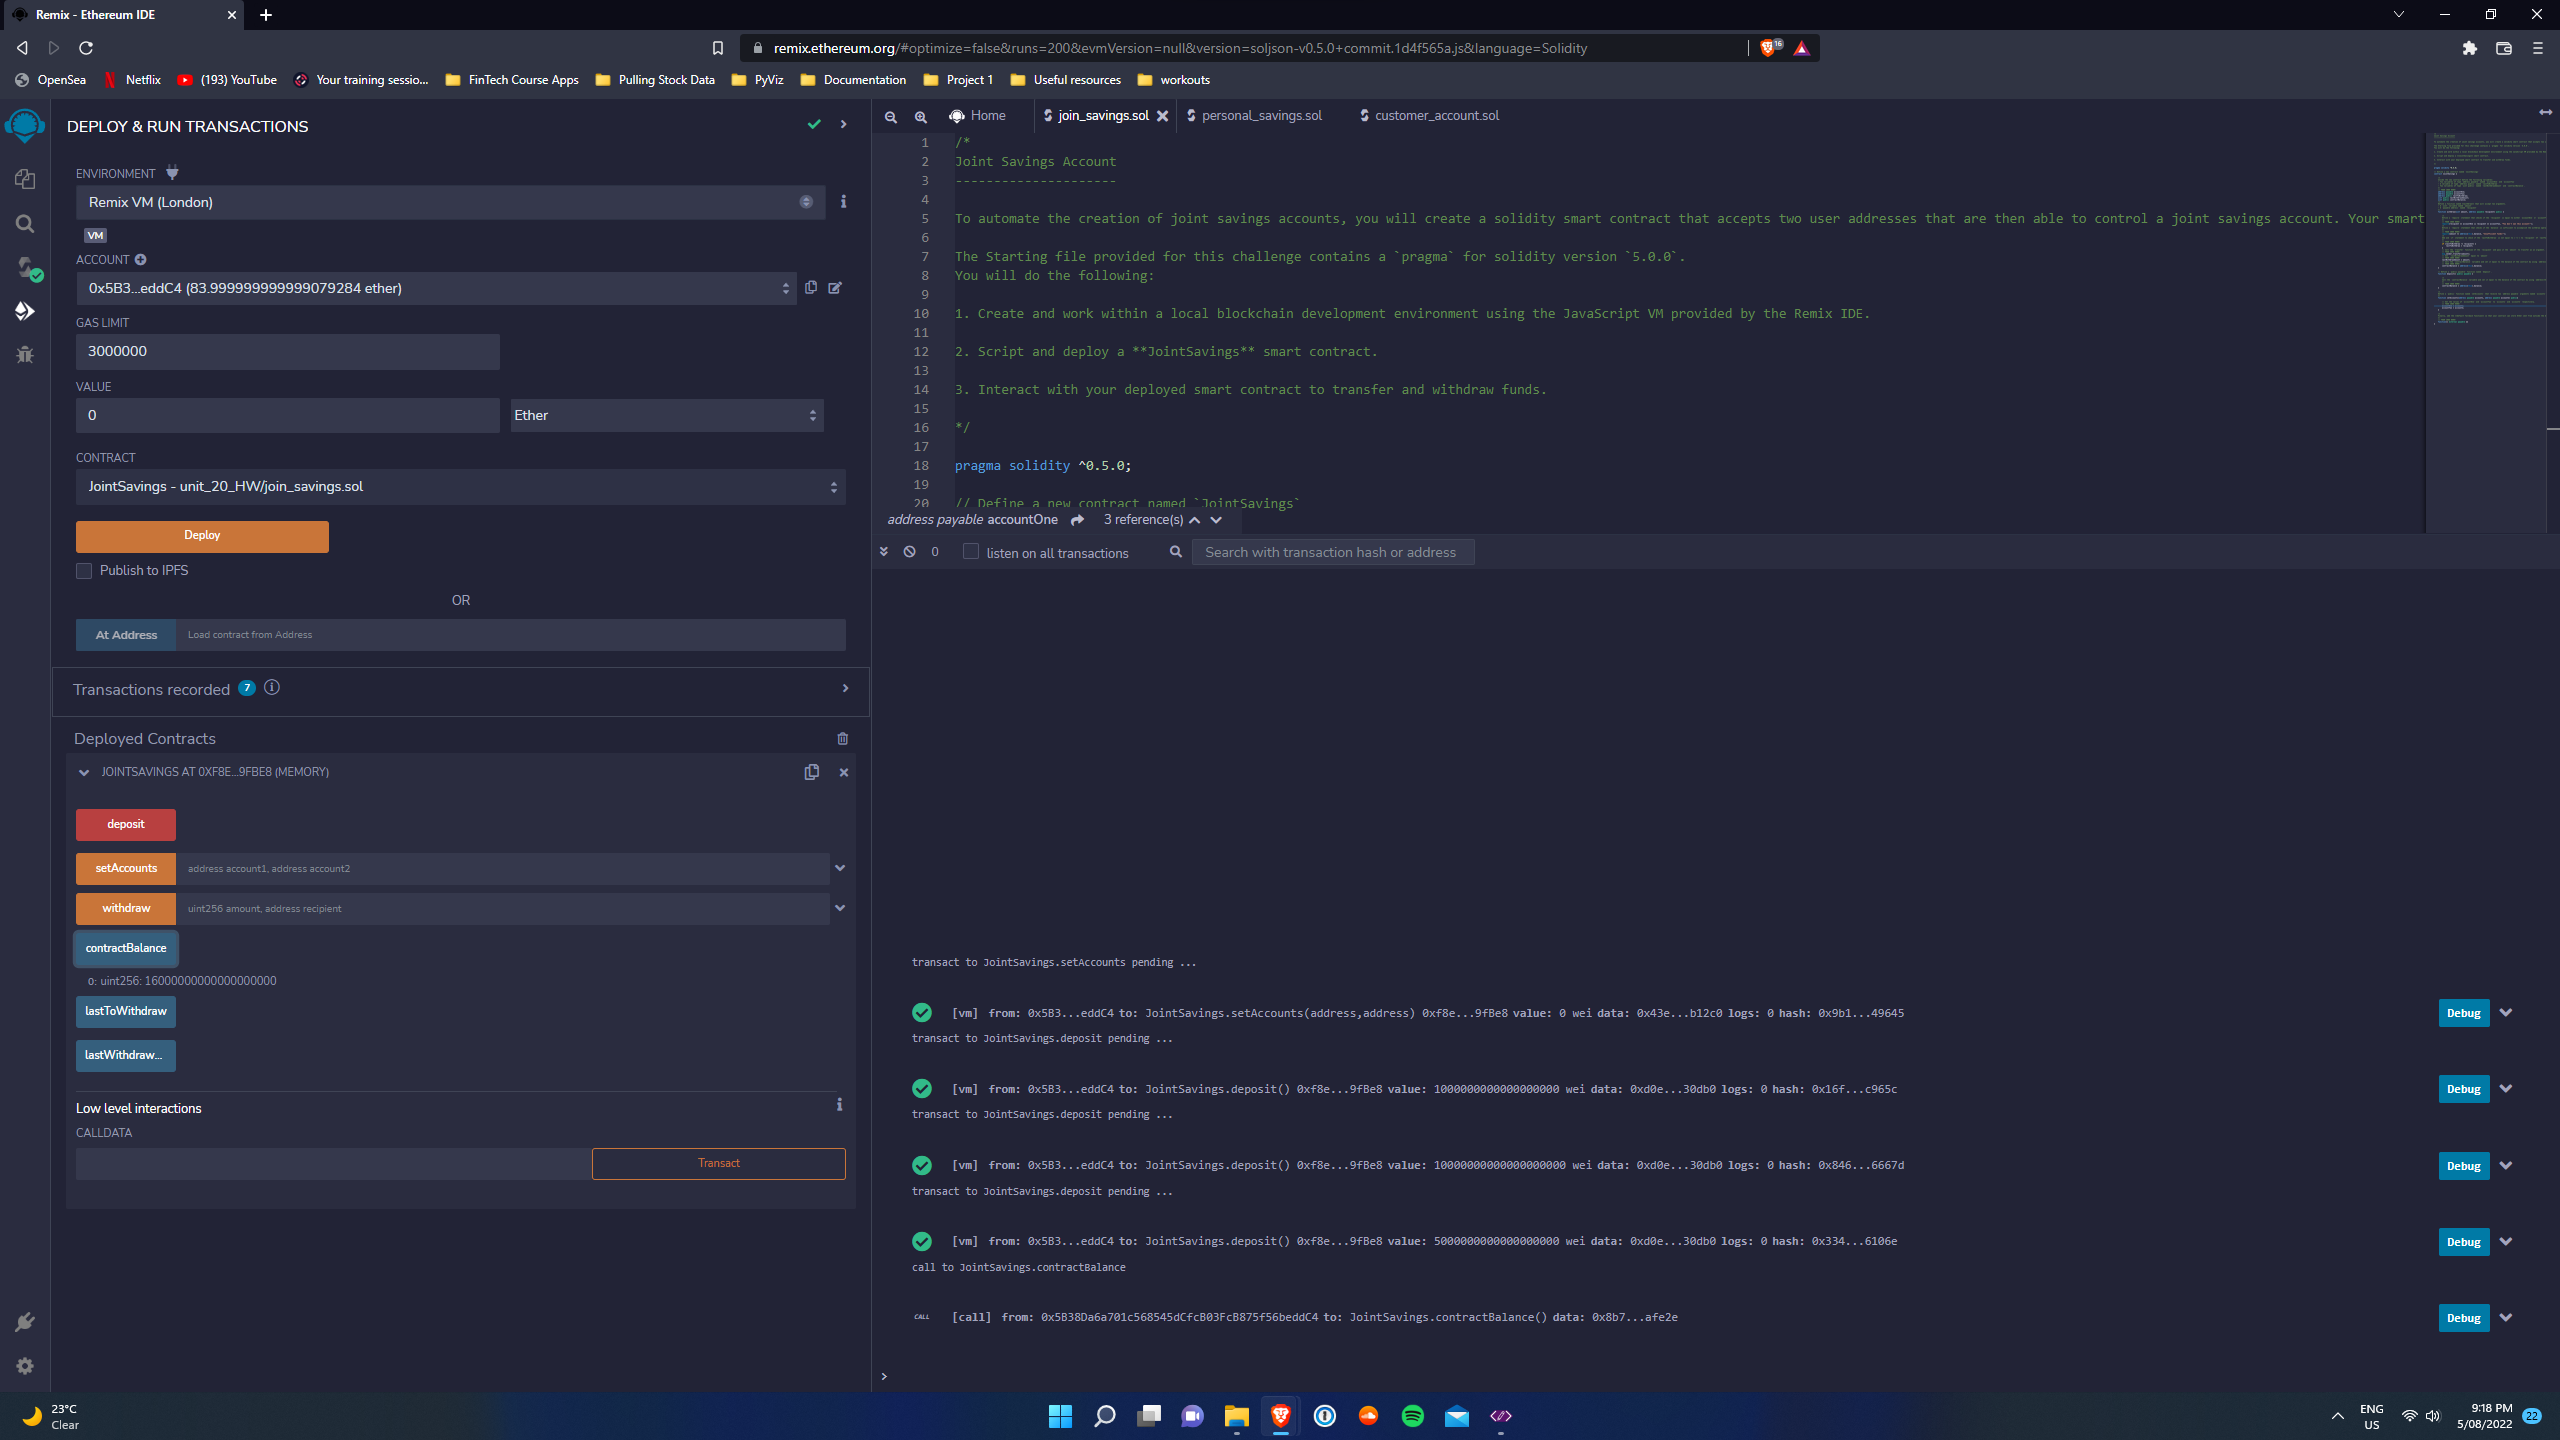 Remix - Ethereum IDE
remix.ethereum.org/#optimize=false&runs=200&evmVersion=null&version=soljson-v0.5.0+commit.1d4f565a.js&language=Solidity
16
OpenSea Netflix (193) YouTube Your training sessio... FinTech Course Apps Pulling Stock Data PyViz Documentation Project 1 Useful resources workouts
DEPLOY & RUN TRANSACTIONS
ENVIRONMENT
Remix VM (London)
VM
ACCOUNT
0x5B3...eddC4 (83.999999999999079284 ether)
GAS LIMIT
3000000
VALUE
0 Ether
CONTRACT
JointSavings - unit_20_HW/join_savings.sol
Deploy
Publish to IPFS
OR
At Address Load contract from Address
Transactions recorded 7
Deployed Contracts
JOINTSAVINGS AT 0XF8E...9FBE8 (MEMORY)
deposit
setAccounts address account1, address account2
withdraw uint256 amount, address recipient
contractBalance
0: uint256: 16000000000000000000
lastToWithdraw
lastWithdraw...
Low level interactions
CALLDATA
Transact
Home join_savings.sol personal_savings.sol customer_account.sol
1 /*
2 Joint Savings Account
3 ---------------------
4
5 To automate the creation of joint savings accounts, you will create a solidity smart contract that accepts two user addresses that are then able to control a joint savings account. Your smart
6
7 The Starting file provided for this challenge contains a `pragma` for solidity version `5.0.0`.
8 You will do the following:
9
10 1. Create and work within a local blockchain development environment using the JavaScript VM provided by the Remix IDE.
11
12 2. Script and deploy a **JointSavings** smart contract.
13
14 3. Interact with your deployed smart contract to transfer and withdraw funds.
15
16 */
17
18 pragma solidity ^0.5.0;
19
20 // Define a new contract named `JointSavings`
address payable accountOne 3 reference(s)
0 listen on all transactions Search with transaction hash or address
transact to JointSavings.setAccounts pending ...
[vm] from: 0x5B3...eddC4 to: JointSavings.setAccounts(address,address) 0xf8e...9fBe8 value: 0 wei data: 0x43e...b12c0 logs: 0 hash: 0x9b1...49645 Debug
transact to JointSavings.deposit pending ...
[vm] from: 0x5B3...eddC4 to: JointSavings.deposit() 0xf8e...9fBe8 value: 1000000000000000000 wei data: 0xd0e...30db0 logs: 0 hash: 0x16f...c965c Debug
transact to JointSavings.deposit pending ...
[vm] from: 0x5B3...eddC4 to: JointSavings.deposit() 0xf8e...9fBe8 value: 10000000000000000000 wei data: 0xd0e...30db0 logs: 0 hash: 0x846...6667d Debug
transact to JointSavings.deposit pending ...
[vm] from: 0x5B3...eddC4 to: JointSavings.deposit() 0xf8e...9fBe8 value: 5000000000000000000 wei data: 0xd0e...30db0 logs: 0 hash: 0x334...6106e Debug
call to JointSavings.contractBalance
CALL [call] from: 0x5B38Da6a701c568545dCfcB03FcB875f56beddC4 to: JointSavings.contractBalance() data: 0x8b7...afe2e Debug
>
23°C
Clear
ENG
US
9:18 PM
5/08/2022
22